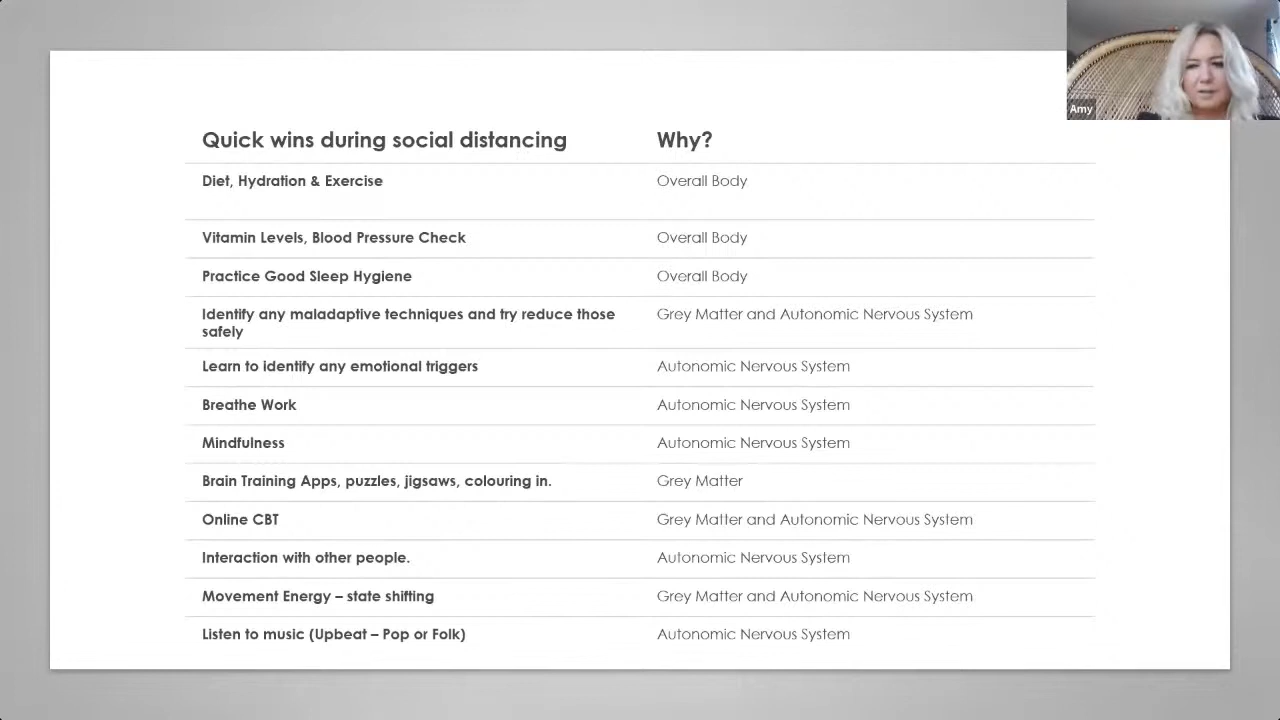 Amy
Quick wins during social distancing Why?
Diet, Hydration & Exercise Overall Body
Vitamin Levels, Blood Pressure Check Overall Body
Practice Good Sleep Hygiene Overall Body
Identify any maladaptive techniques and try reduce those Grey Matter and Autonomic Nervous System
safely
Learn to identify any emotional triggers Autonomic Nervous System
Breathe Work Autonomic Nervous System
Mindfulness Autonomic Nervous System
Brain Training Apps, puzzles, jigsaws, colouring in. Grey Matter
Online CBT Grey Matter and Autonomic Nervous System
Interaction with other people. Autonomic Nervous System
Movement Energy – state shifting Grey Matter and Autonomic Nervous System
Listen to music (Upbeat – Pop or Folk) Autonomic Nervous System